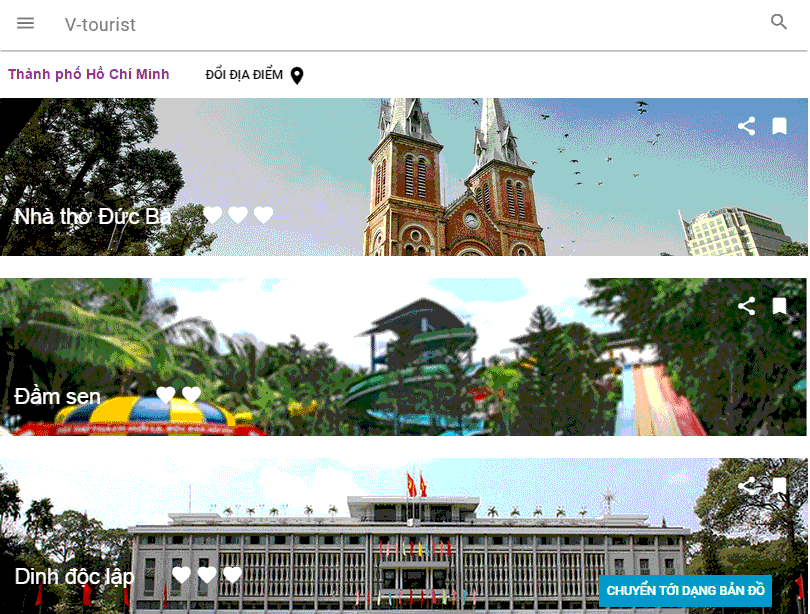 V-tourist
Thành phố Hồ Chí Minh
ĐỔI ĐỊA ĐIỂM
Nhà thờ Đức Bà
Đầm sen
Dinh độc lập
CHUYỂN TỚI DẠNG BẢN ĐỒ